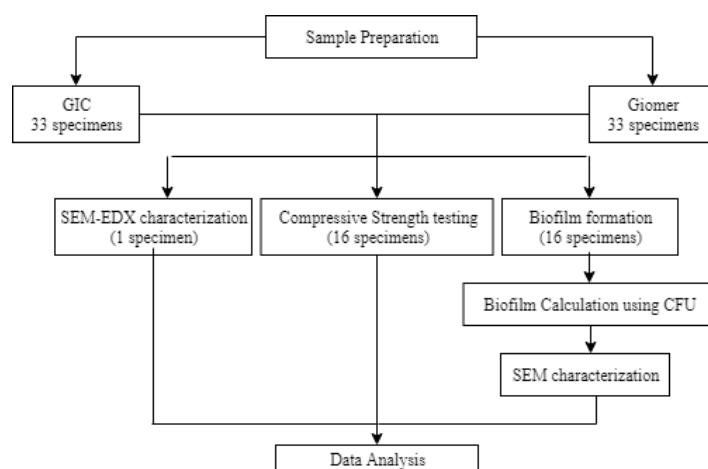 Sample Preparation
GIC
33 specimens
Giomer
33 specimens
SEM-EDX characterization
(1 specimen)
Compressive Strength testing
(16 specimens)
Biofilm formation
(16 specimens)
Biofilm Calculation using CFU
SEM characterization
Data Analysis